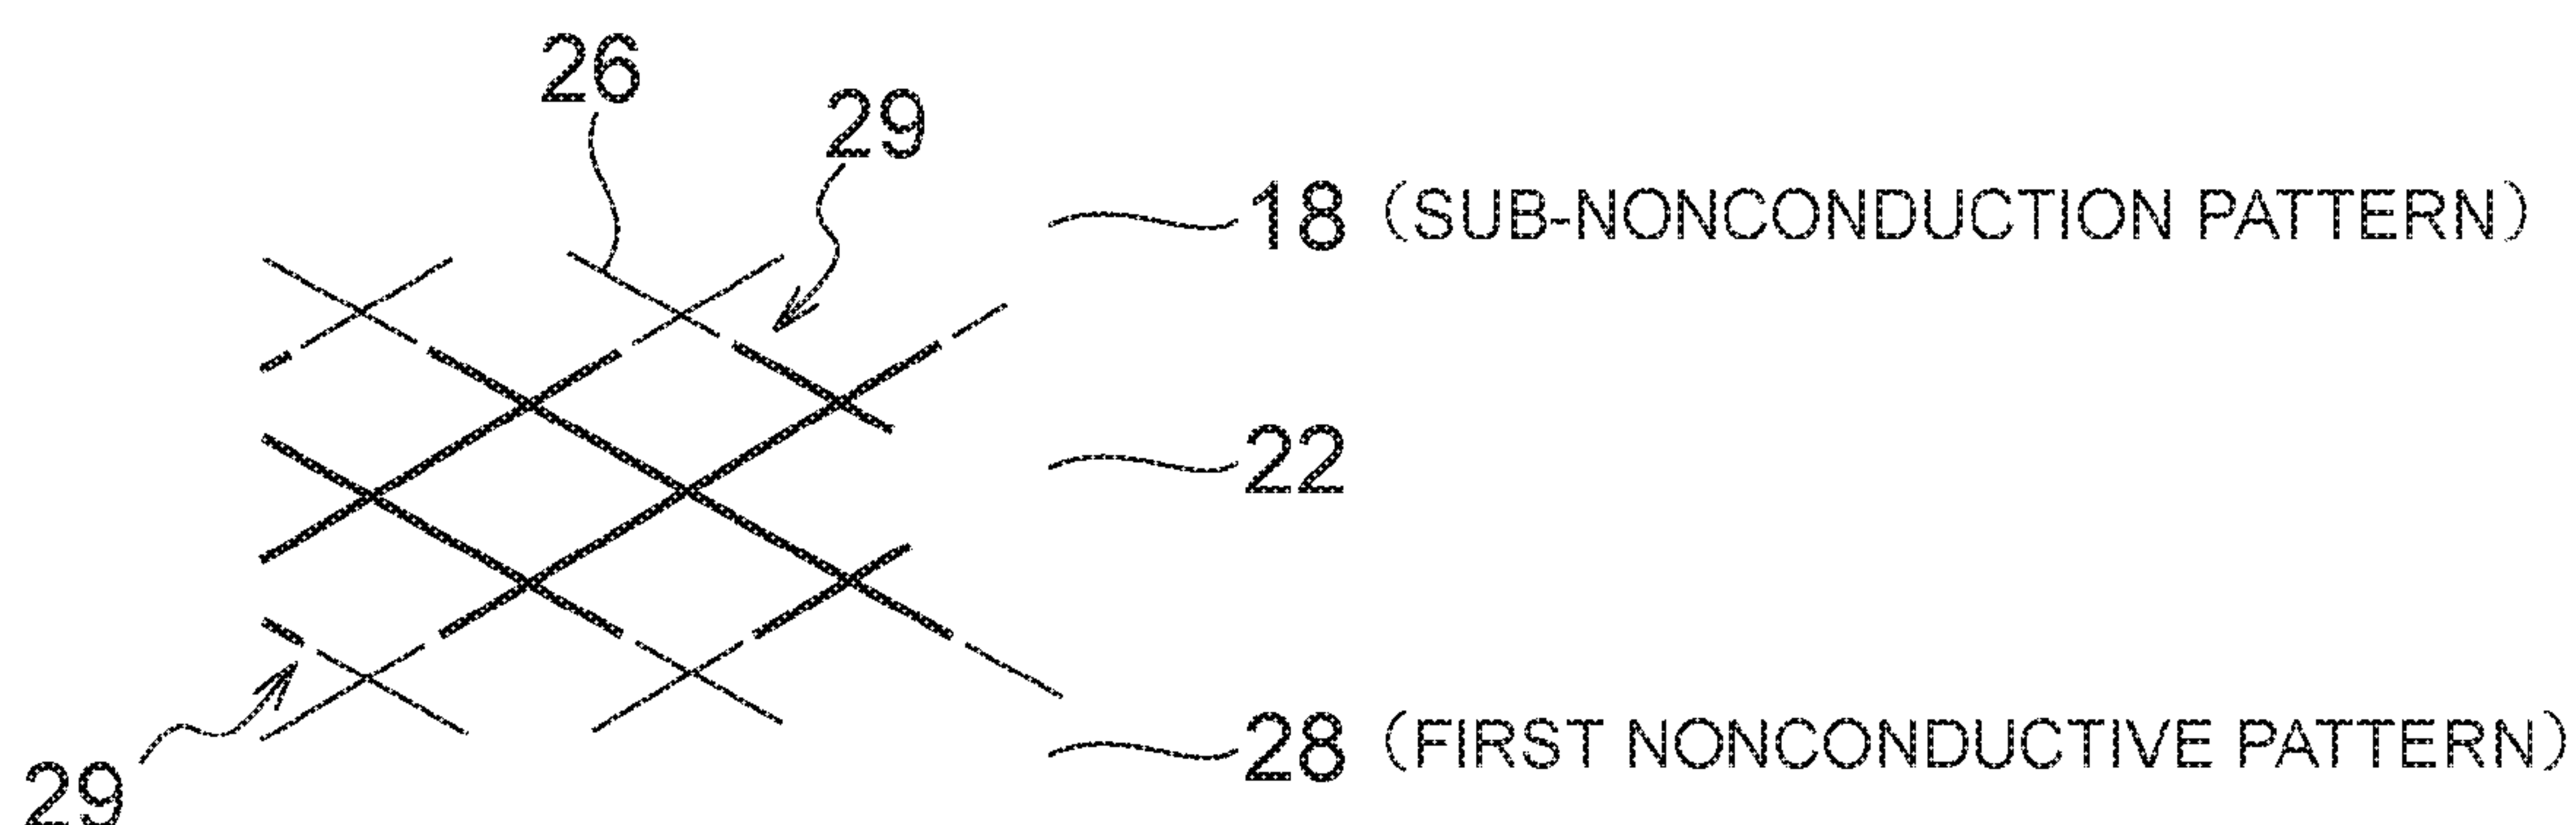 26
29
18 (SUB-NONCONDUCTION PATTERN)
22
28 (FIRST NONCONDUCTIVE PATTERN)
29